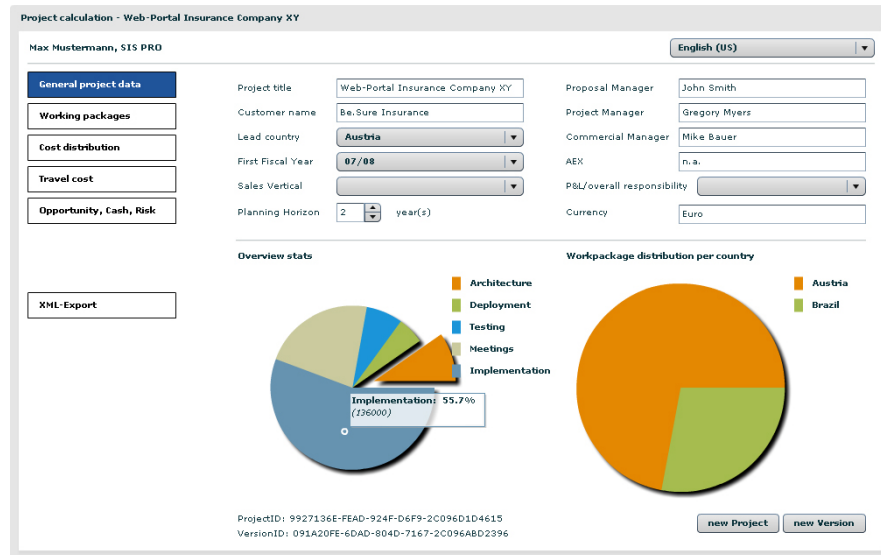 Project calculation - Web-Portal Insurance Company XY
Max Mustermann, SIS PRO
English (US)
General project data
Working packages
Cost distribution
Travel cost
Opportunity, Cash, Risk
XML-Export
Project title Web-Portal Insurance Company XY
Customer name Be.Sure Insurance
Lead country Austria
First Fiscal Year 07/08
Sales Vertical
Planning Horizon 2 year(s)
Proposal Manager John Smith
Project Manager Gregory Myers
Commercial Manager Mike Bauer
AEX n.a.
P&L/overall responsibility
Currency Euro
Overview stats
Architecture
Deployment
Testing
Meetings
Implementation
Implementation: 55.7%
(136000)
Workpackage distribution per country
Austria
Brazil
ProjectID: 9927136E-FEAD-924F-D6F9-2C096D1D4615
VersionID: 091A20FE-6DAD-804D-7167-2C096ABD2396
new Project
new Version